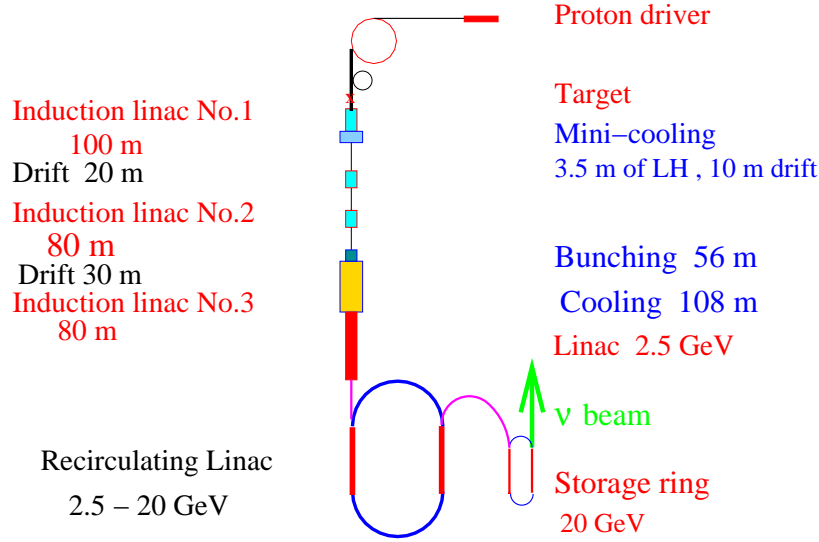 Proton driver
Induction linac No.1
100 m
Drift 20 m
Induction linac No.2
80 m
Drift 30 m
Induction linac No.3
80 m
x
Target
Mini−cooling
3.5 m of LH , 10 m drift
Bunching 56 m
Cooling 108 m
Linac 2.5 GeV
ν beam
Recirculating Linac
2.5 − 20 GeV
Storage ring
20 GeV